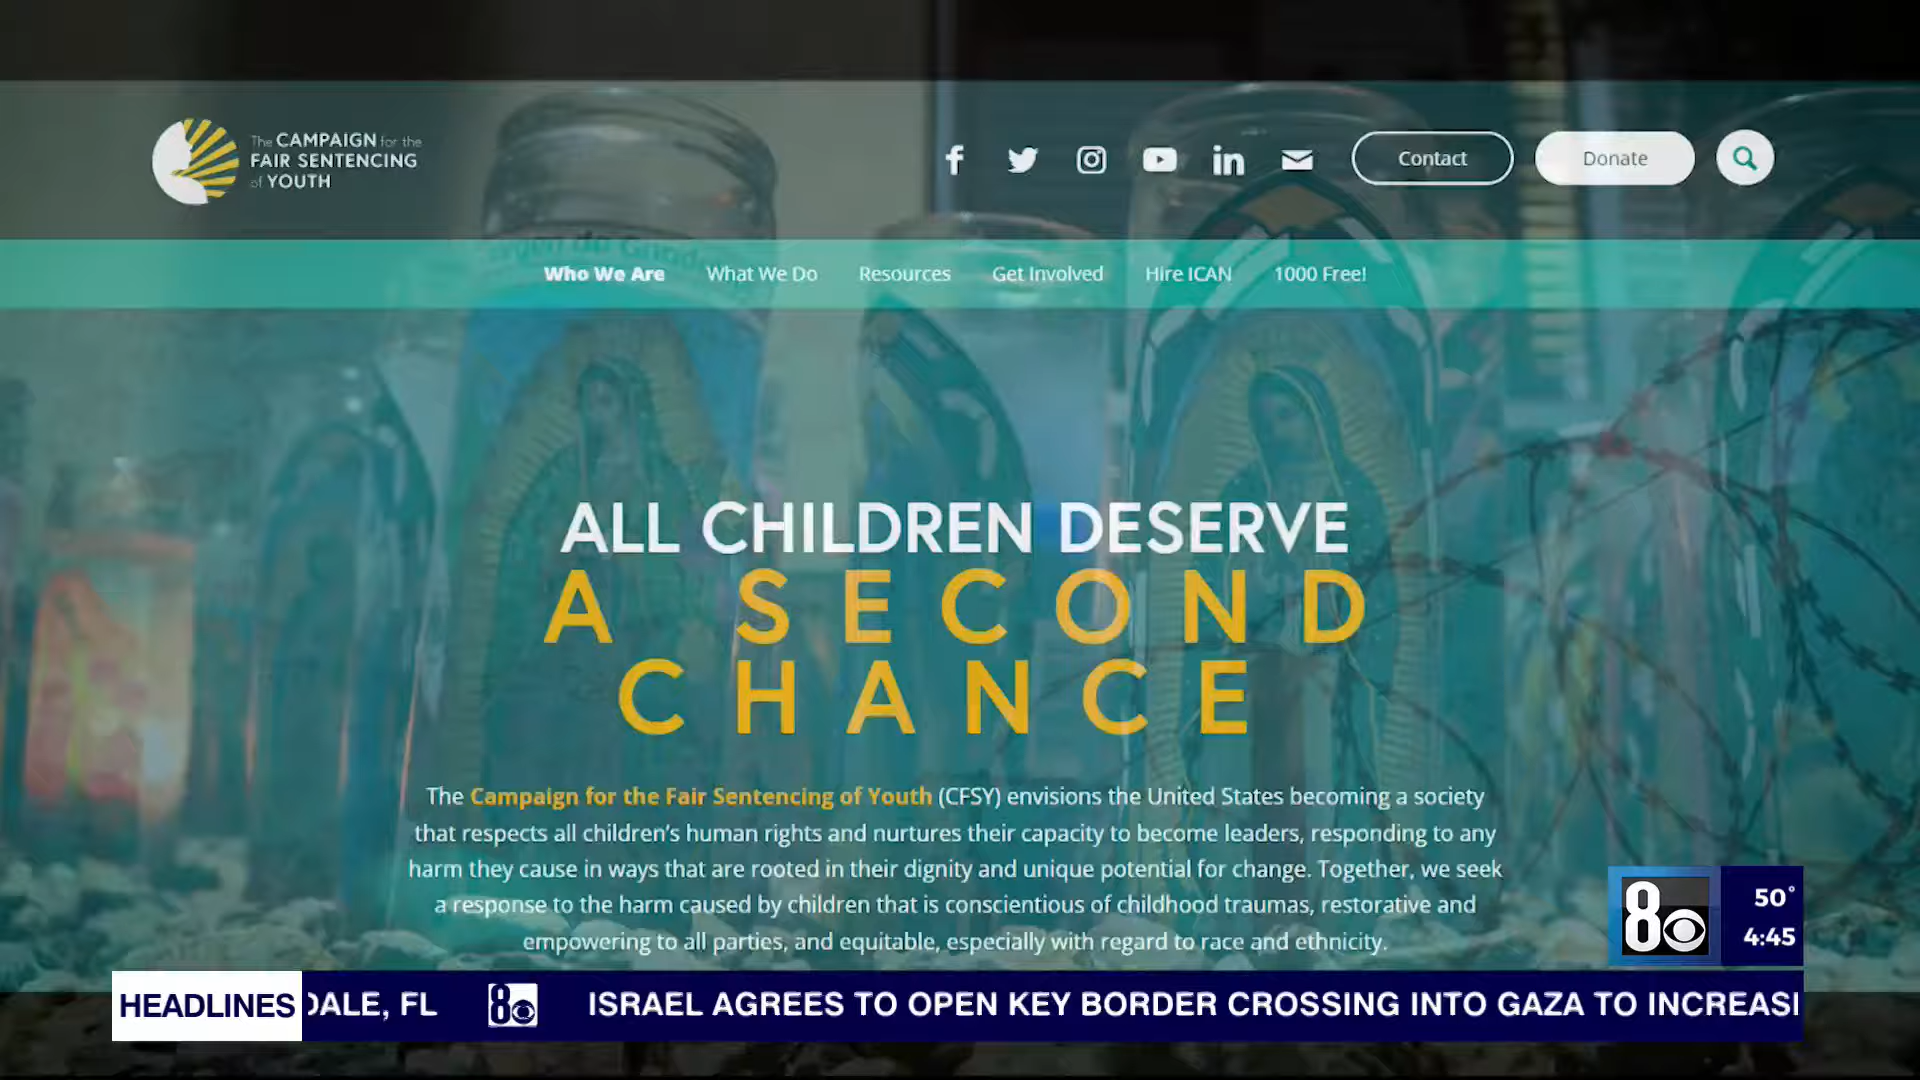 The CAMPAIGN for the
FAIR SENTENCING
of YOUTH
Contact
Donate
Who We Are
What We Do
Resources
Get Involved
Hire ICAN
1000 Free!
ALL CHILDREN DESERVE
A SECOND
CHANCE
The Campaign for the Fair Sentencing of Youth (CFSY) envisions the United States becoming a society
that respects all children's human rights and nurtures their capacity to become leaders, responding to any
harm they cause in ways that are rooted in their dignity and unique potential for change. Together, we seek
a response to the harm caused by children that is conscientious of childhood traumas, restorative and
empowering to all parties, and equitable, especially with regard to race and ethnicity.
8
50°
4:45
HEADLINES
DALE, FL
8
ISRAEL AGREES TO OPEN KEY BORDER CROSSING INTO GAZA TO INCREASI